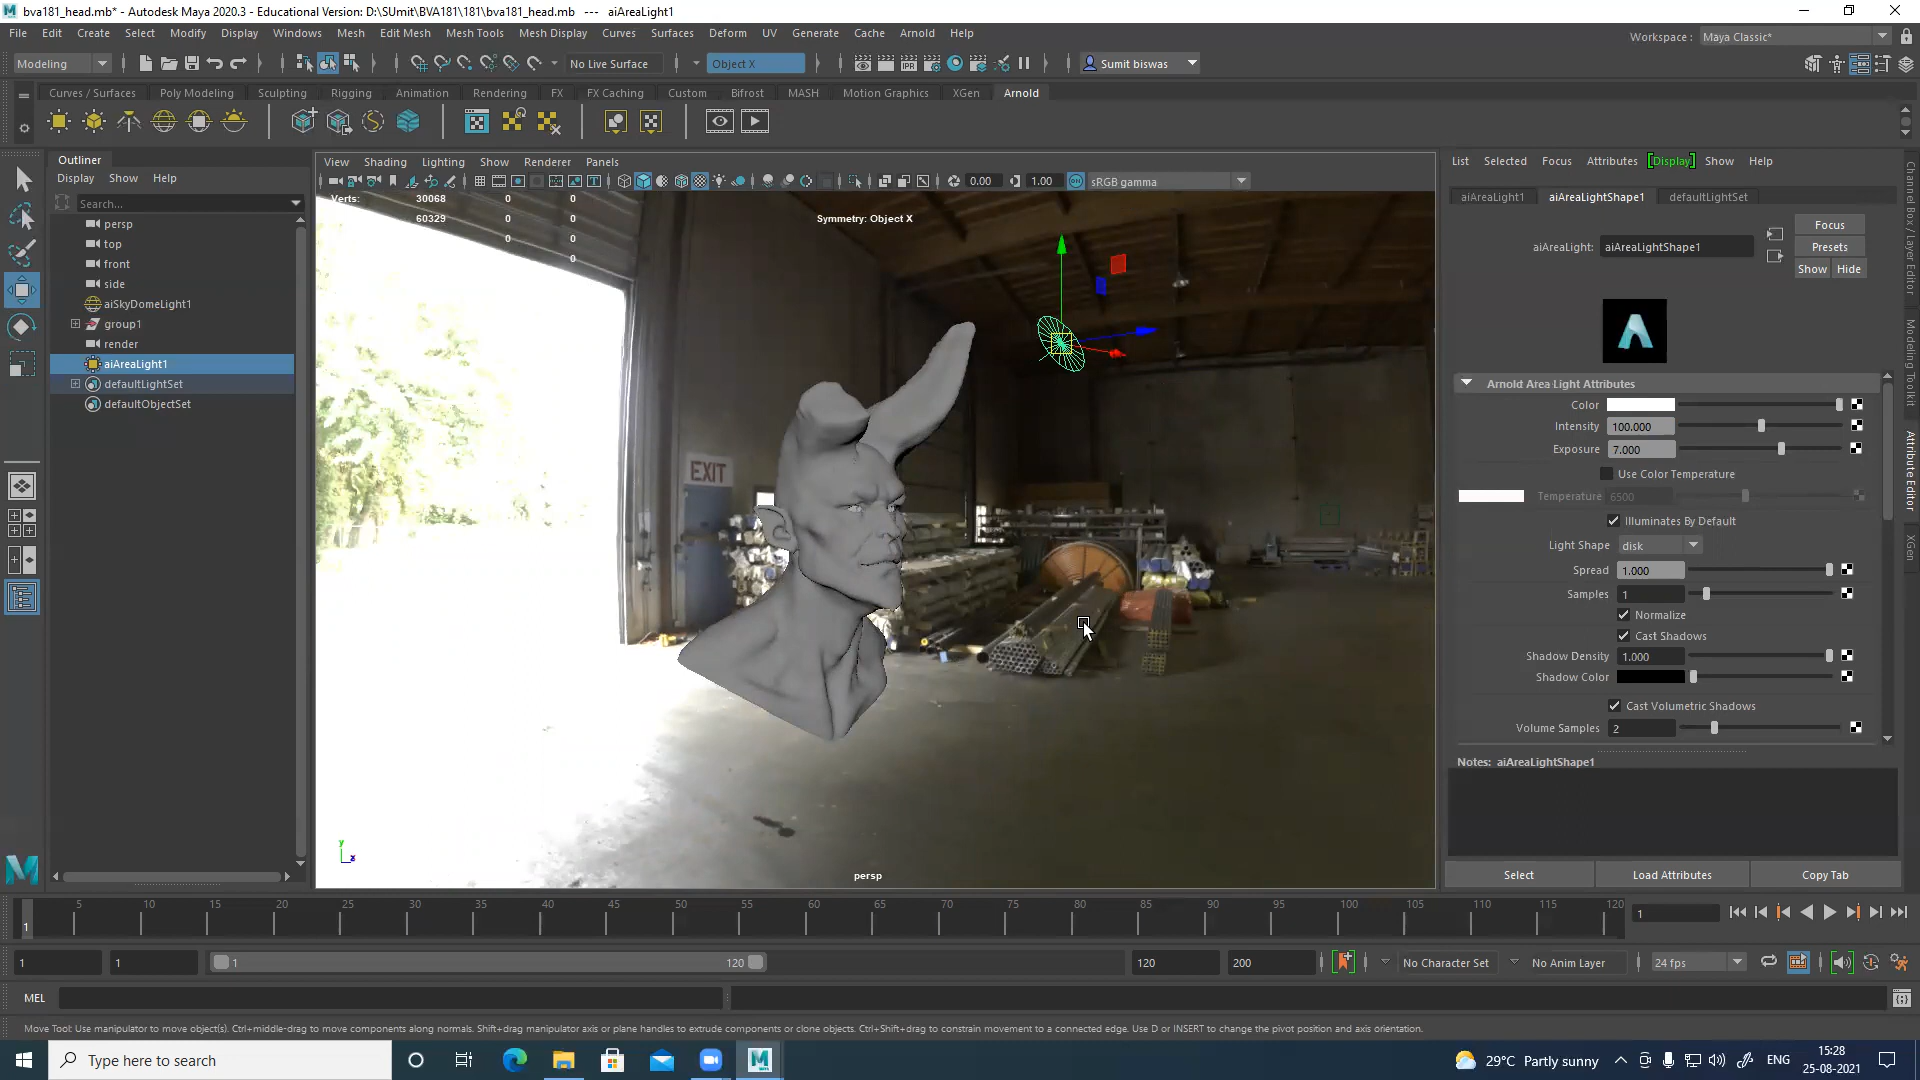 bva181_head.mb* - Autodesk Maya 2020.3 - Educational Version: D:\SUmit\BVA181\181\bva181_head.mb --- aiAreaLight1
File Edit Create Select Modify Display Windows Mesh Edit Mesh Mesh Tools Mesh Display Curves Surfaces Deform UV Generate Cache Arnold Help
Workspace : Maya Classic*
Modeling No Live Surface Object X Sumit biswas
Curves / Surfaces Poly Modeling Sculpting Rigging Animation Rendering FX FX Caching Custom Bifrost MASH Motion Graphics XGen Arnold
IPR
Outliner
Display Show Help
Search...
persp
top
front
side
aiSkyDomeLight1
group1
render
aiAreaLight1
defaultLightSet
defaultObjectSet
View Shading Lighting Show Renderer Panels
0.00 1.00 sRGB gamma
Verts: 30068 0 0
60329 0 0
0 0
0
Symmetry: Object X
EXIT
persp
List Selected Focus Attributes Display Show Help
aiAreaLight1 aiAreaLightShape1 defaultLightSet
aiAreaLight: aiAreaLightShape1
Focus
Presets
Show Hide
Arnold Area Light Attributes
Color
Intensity 100.000
Exposure 7.000
Use Color Temperature
Temperature 6500
Illuminates By Default
Light Shape disk
Spread 1.000
Samples 1
Normalize
Cast Shadows
Shadow Density 1.000
Shadow Color
Cast Volumetric Shadows
Volume Samples 2
Notes: aiAreaLightShape1
Select Load Attributes Copy Tab
Channel Box / Layer Editor
Modeling Toolkit
Attribute Editor
XGen
5 10 15 20 25 30 35 40 45 50 55 60 65 70 75 80 85 90 95 100 105 110 115 120
1 1
1 1 1 120 120 200 No Character Set No Anim Layer 24 fps
MEL
Move Tool: Use manipulator to move object(s). Ctrl+middle-drag to move components along normals. Shift+drag manipulator axis or plane handles to extrude components or clone objects. Ctrl+Shift+drag to constrain movement to a connected edge. Use D or INSERT to change the pivot position and axis orientation.
Type here to search
29°C Partly sunny ENG 15:28
25-08-2021